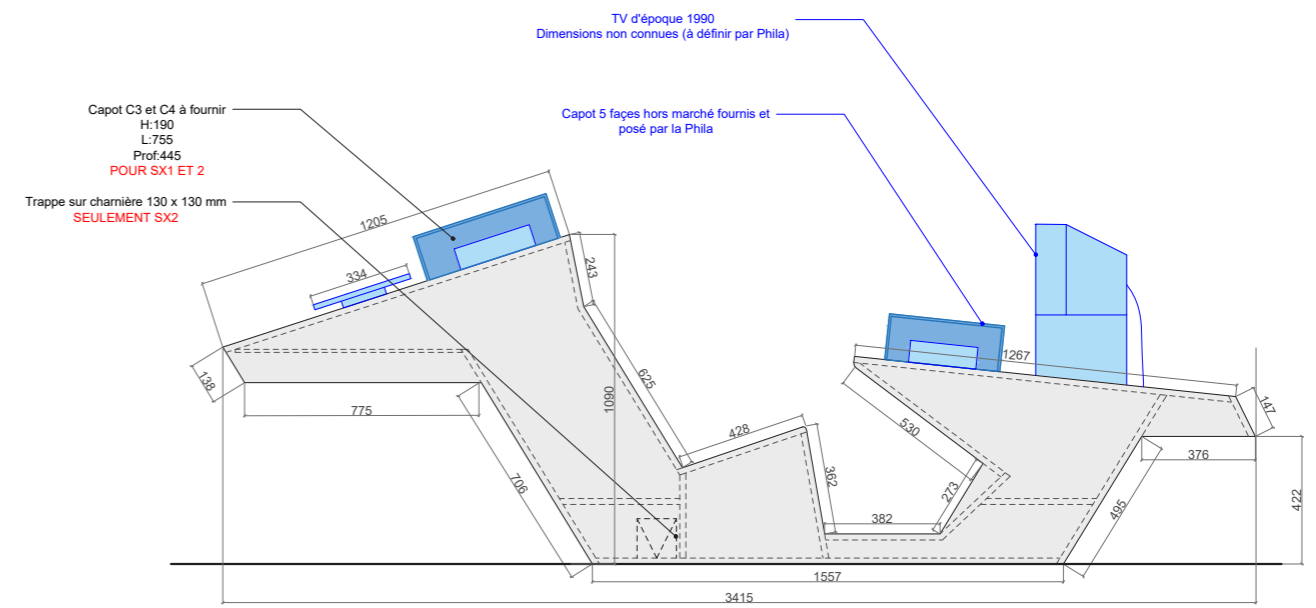 TV d'époque 1990
Dimensions non connues (à définir par Phila)
Capot C3 et C4 à fournir
H:190
L:755
Prof:445
POUR SX1 ET 2
Capot 5 façes hors marché fournis et
posé par la Phila
Trappe sur charnière 130 x 130 mm
SEULEMENT SX2
1205
334
243
625
1090
138
775
706
428
362
382
530
273
1267
147
376
422
495
1557
3415